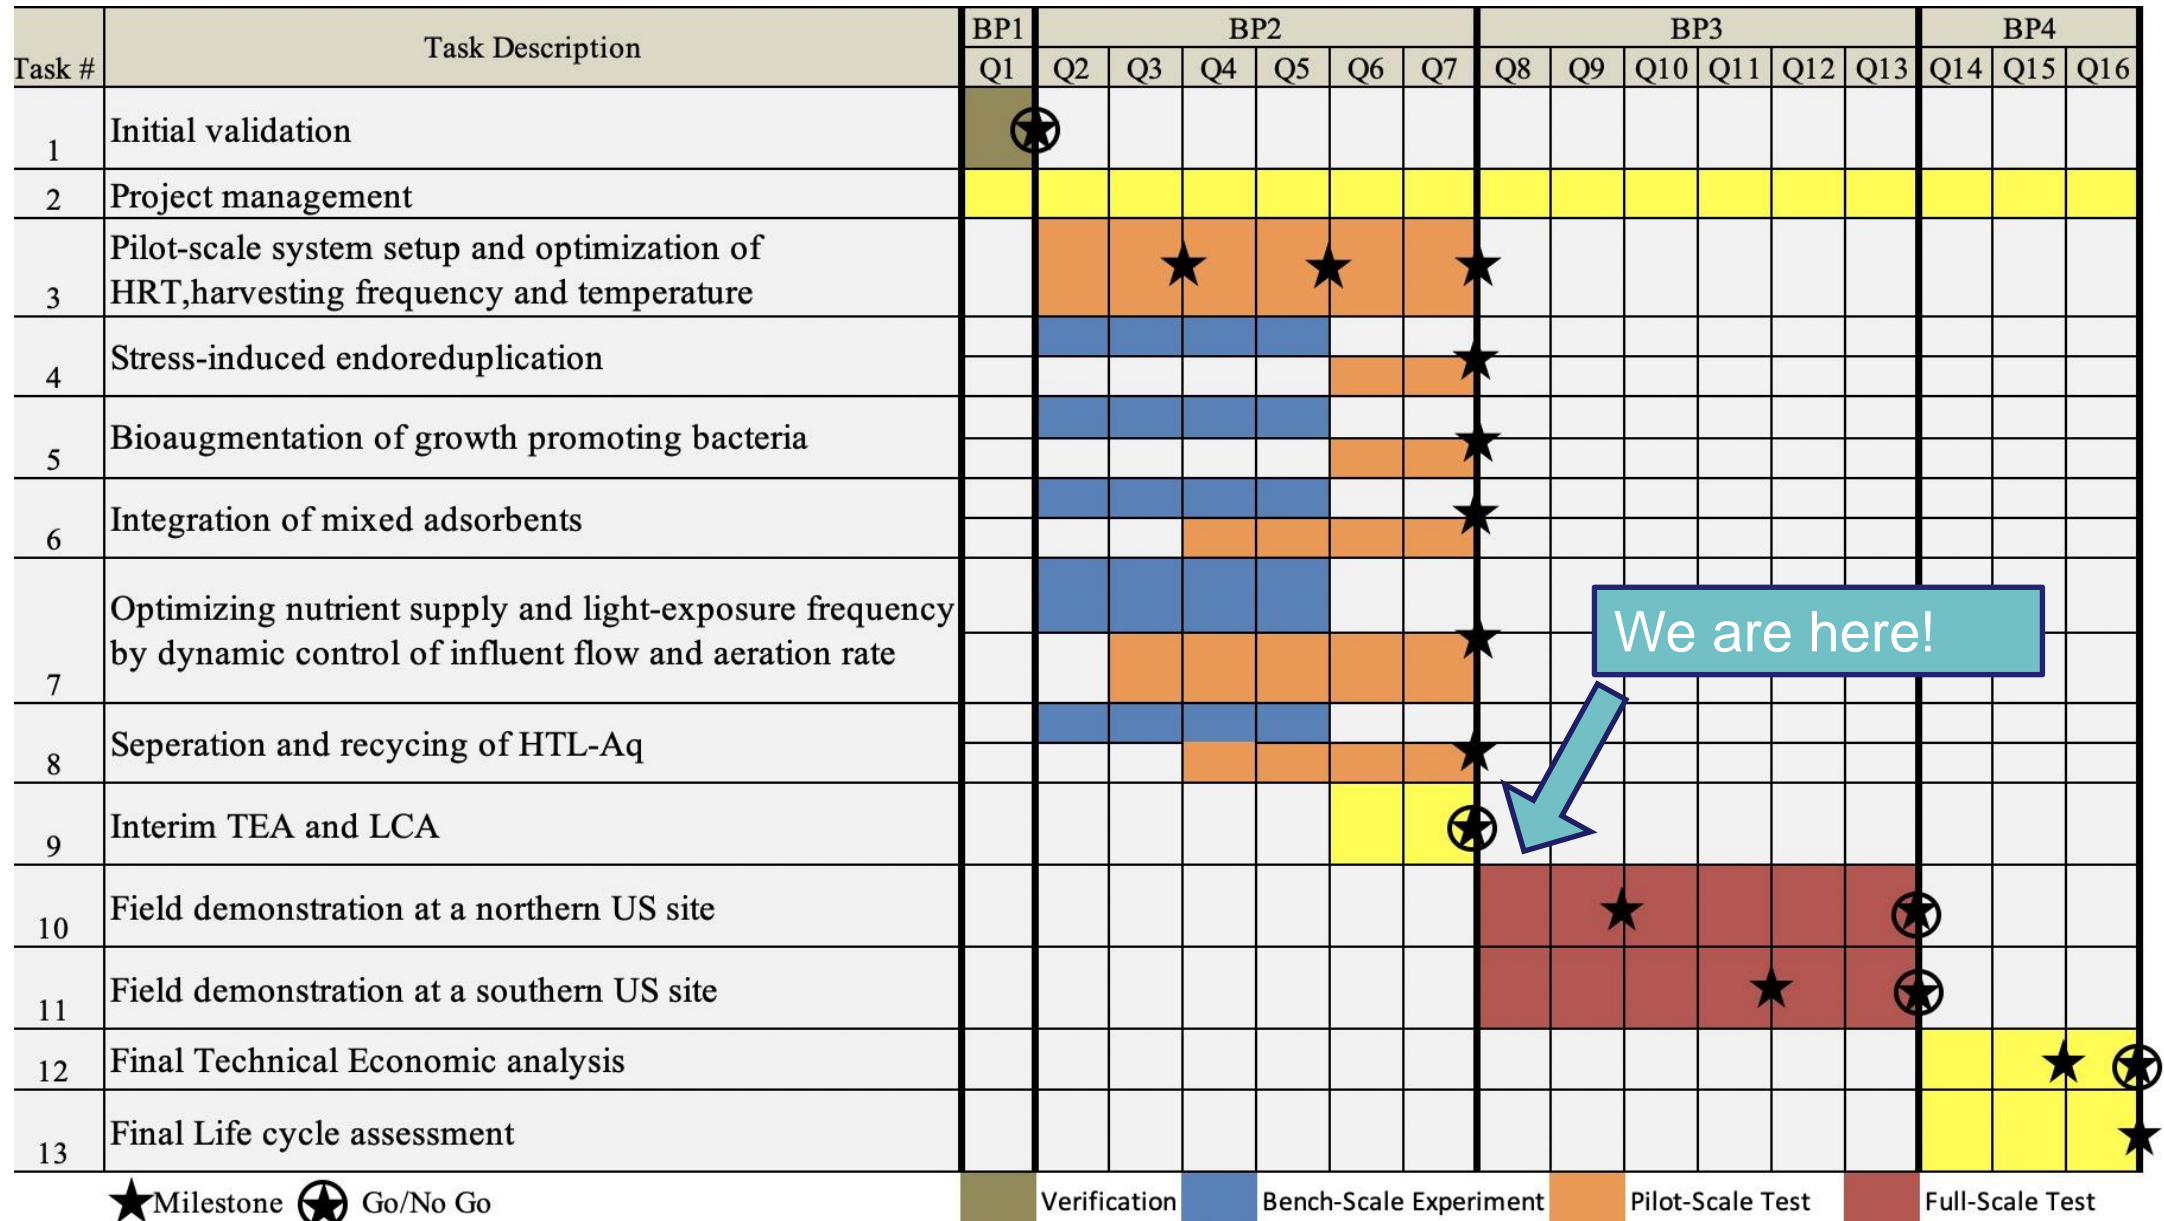 Task #
Task Description
BP1
BP2
BP3
BP4
Q1 Q2 Q3 Q4 Q5 Q6 Q7 Q8 Q9 Q10 Q11 Q12 Q13 Q14 Q15 Q16
1 Initial validation
2 Project management
3 Pilot-scale system setup and optimization of
HRT,harvesting frequency and temperature
4 Stress-induced endoreduplication
5 Bioaugmentation of growth promoting bacteria
6 Integration of mixed adsorbents
7 Optimizing nutrient supply and light-exposure frequency
by dynamic control of influent flow and aeration rate
We are here!
8 Seperation and recycing of HTL-Aq
9 Interim TEA and LCA
10 Field demonstration at a northern US site
11 Field demonstration at a southern US site
12 Final Technical Economic analysis
13 Final Life cycle assessment
Milestone Go/No Go Verification Bench-Scale Experiment Pilot-Scale Test Full-Scale Test